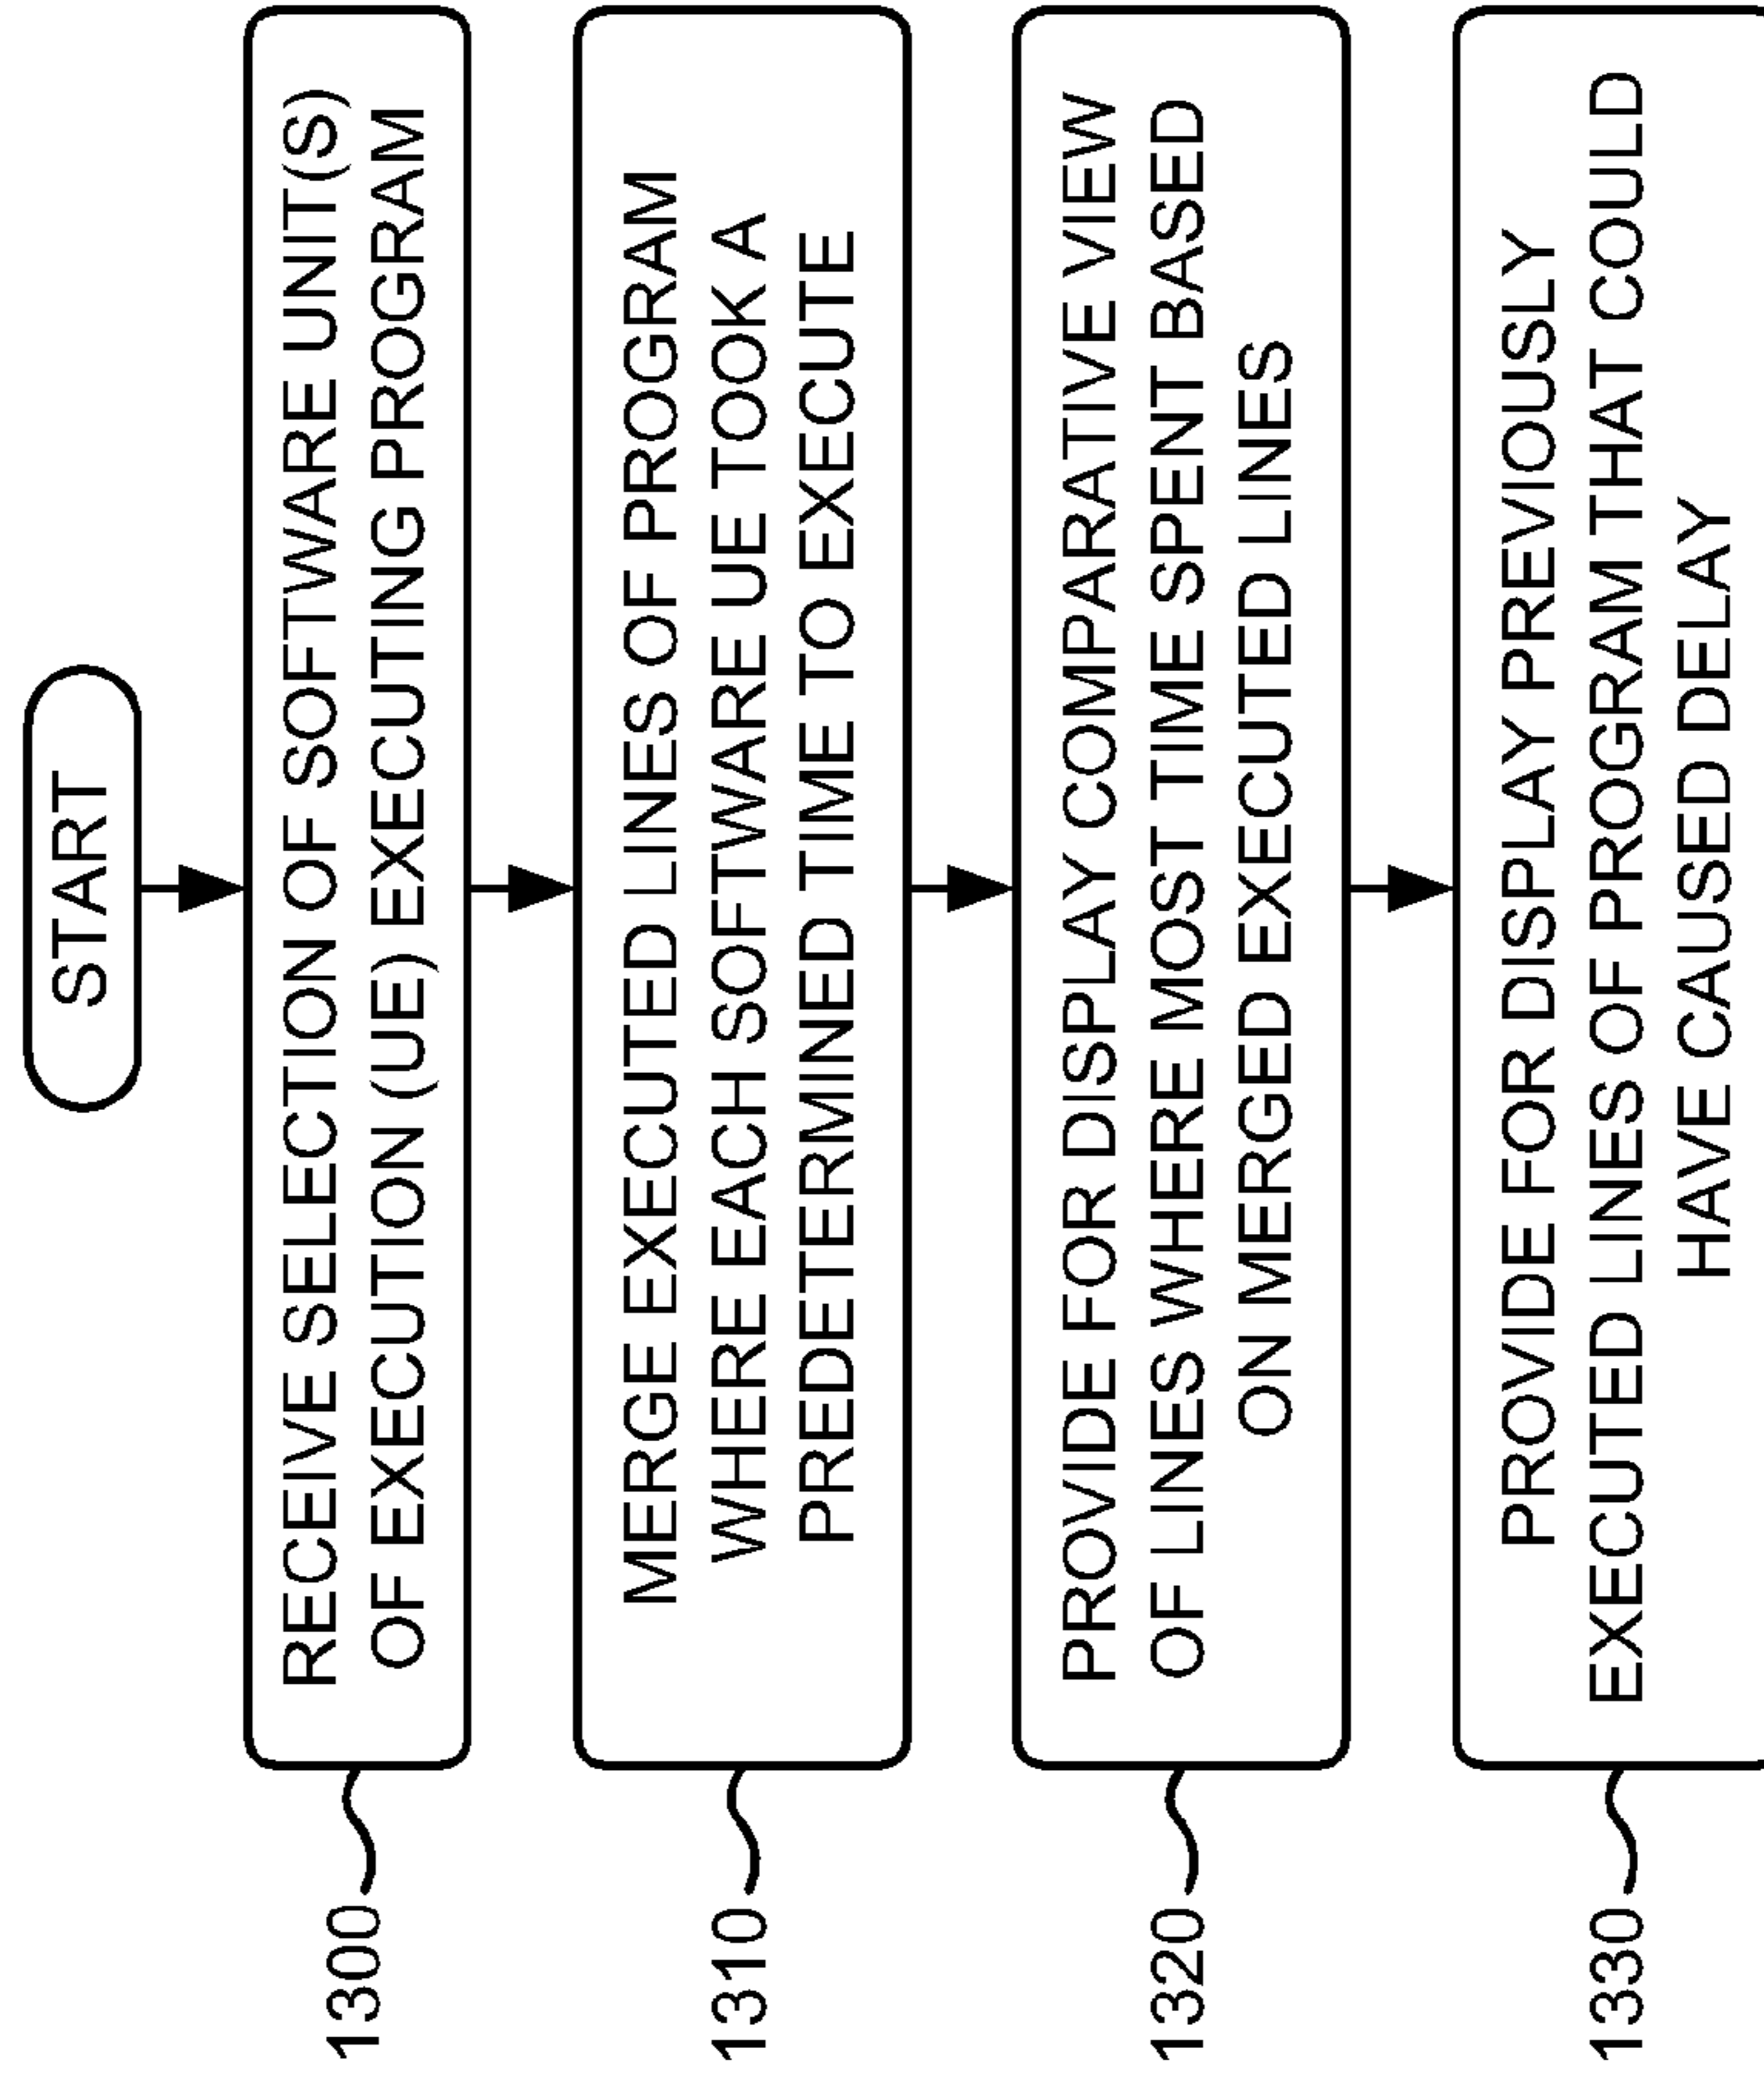 START
RECEIVE SELECTION OF SOFTWARE UNIT(S)
OF EXECUTION (UE) EXECUTING PROGRAM
1300
MERGE EXECUTED LINES OF PROGRAM
WHERE EACH SOFTWARE UE TOOK A
PREDETERMINED TIME TO EXECUTE
1310
PROVIDE FOR DISPLAY COMPARATIVE VIEW
OF LINES WHERE MOST TIME SPENT BASED
ON MERGED EXECUTED LINES
1320
PROVIDE FOR DISPLAY PREVIOUSLY
EXECUTED LINES OF PROGRAM THAT COULD
HAVE CAUSED DELAY
1330